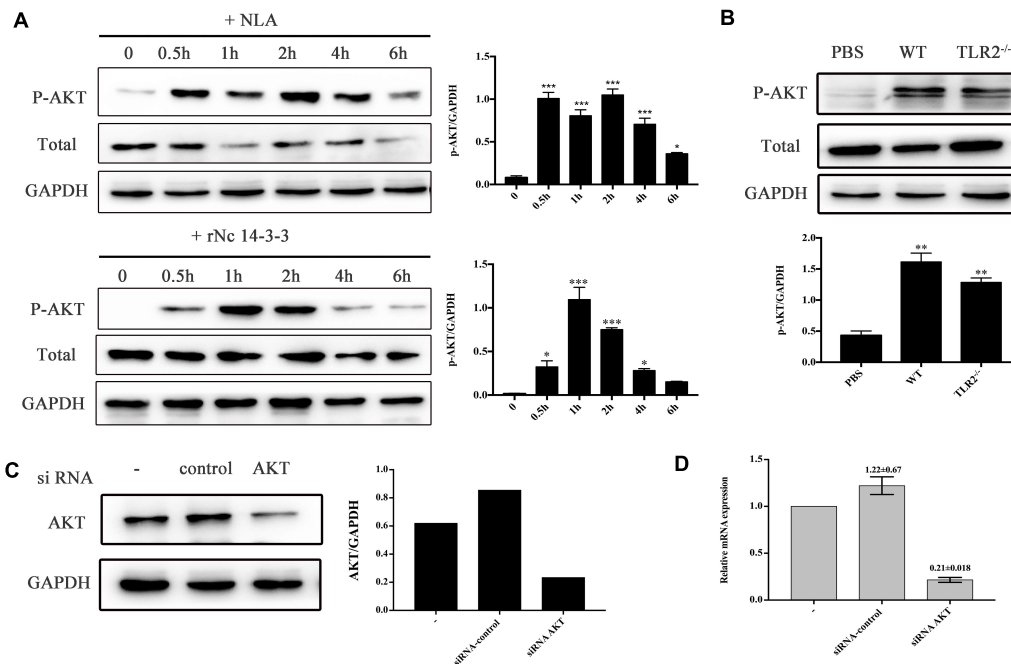 A
+ NLA
0 0.5h 1h 2h 4h 6h
P-AKT
Total
GAPDH
p-AKT/GAPDH
1.5
1.0
0.5
0.0
***
***
***
***
*
0 0.5h 1h 2h 4h 6h
+ rNc 14-3-3
0 0.5h 1h 2h 4h 6h
P-AKT
Total
GAPDH
p-AKT/GAPDH
1.5
1.0
0.5
0.0
*
***
***
*
0 0.5h 1h 2h 4h 6h
B
PBS WT TLR2-/-
P-AKT
Total
GAPDH
p-AKT/GAPDH
2.0
1.5
1.0
0.5
0.0
**
**
PBS WT TLR2-/-
C
si RNA - control AKT
AKT
GAPDH
AKT/GAPDH
1.0
0.8
0.6
0.4
0.2
0.0
- siRNA-control siRNA AKT
D
Relative mRNA expression
1.5
1.0
0.5
0.0
1.22±0.67
0.21±0.018
- siRNA-control siRNA AKT